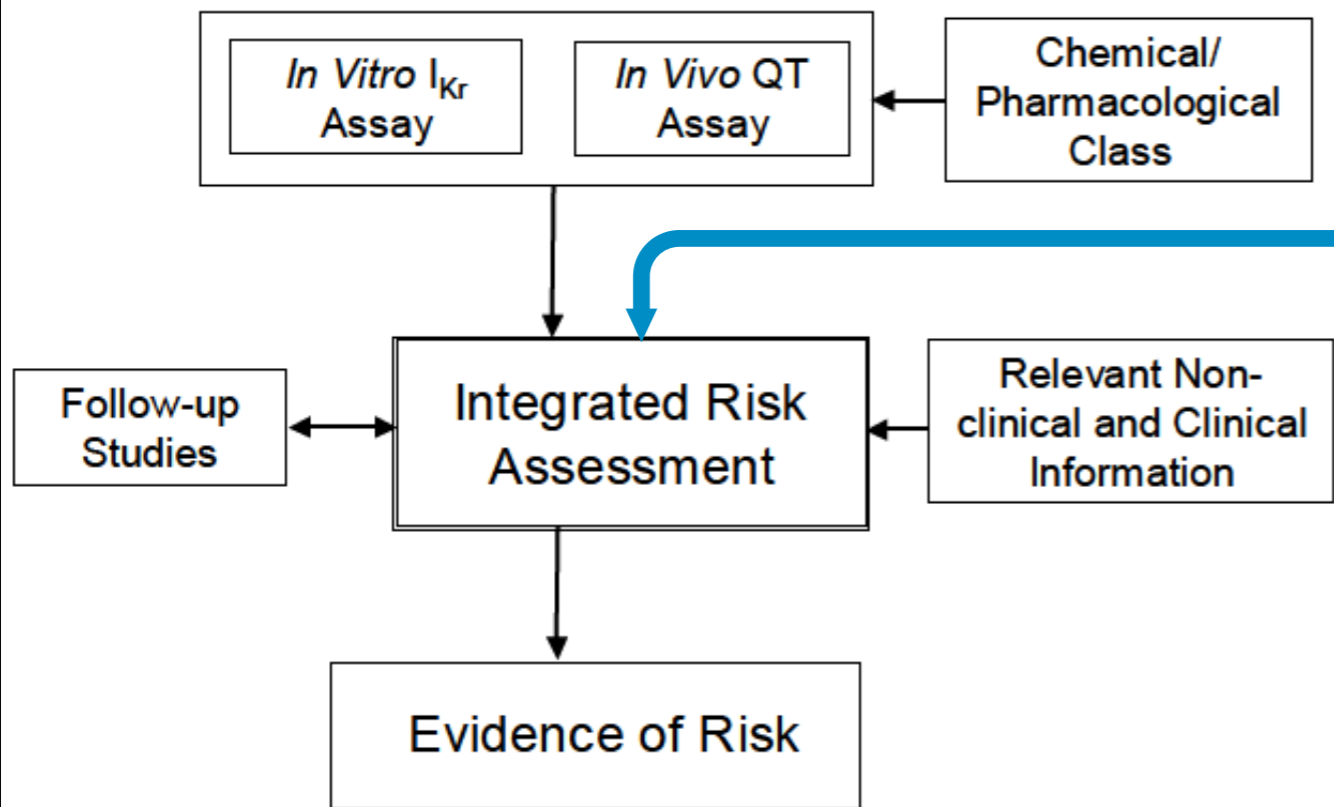 In Vitro IKr
Assay
In Vivo QT
Assay
Chemical/
Pharmacological
Class
Follow-up
Studies
Integrated Risk
Assessment
Relevant Non-
clinical and Clinical
Information
Evidence of Risk